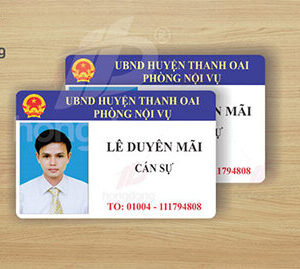 9
UBND HUYỆN THANH OAI
PHÒNG NỘI VỤ
UBND HUYỆN THANH OAI
PHÒNG NỘI VỤ
LÊ DUYÊN MÃI
CÁN SỰ
TO: 01004 - 111794808
MÃI
794808